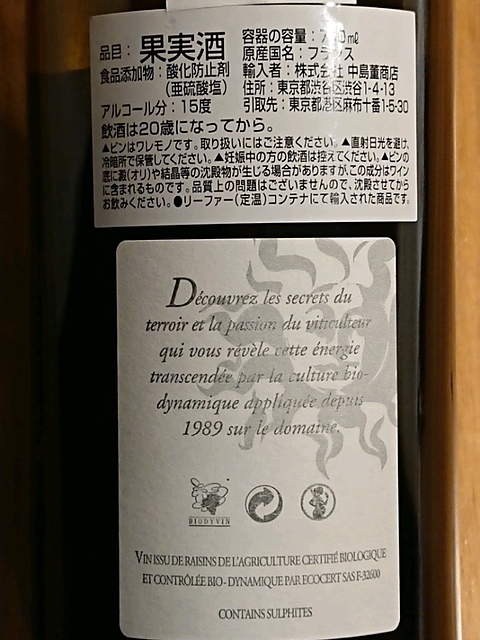 品目：果実酒
容器の容量：750㎖
原産国名：フランス
食品添加物：酸化防止剤
（亜硫酸塩）
輸入者：株式会社 中島董商店
住所：東京都渋谷区渋谷1-4-13
アルコール分：15度
引取先：東京都港区麻布十番1-5-30
飲酒は20歳になってから。
▲ビンはワレモノです。取り扱いにはご注意ください。▲直射日光を避け、
冷暗所で保管してください。▲妊娠中の方の飲酒は控えてください。▲ビンの
底に澱（オリ）や結晶等の沈殿物が生じる場合がありますが、この成分はワイン
に含まれるものです。品質上の問題はございませんので、沈殿させてから
お飲みください。●リーファー（定温）コンテナにて輸入された商品です。
Découvrez les secrets du
terroir et la passion du viticulteur
qui vous révèle cette énergie
transcendée par la culture bio-
dynamique appliquée depuis
1989 sur le domaine.
BIODYVIN
VIN ISSU DE RAISINS DE L'AGRICULTURE CERTIFIÉ BIOLOGIQUE
ET CONTRÔLÉE BIO - DYNAMIQUE PAR ECOCERT SAS F-32600
CONTAINS SULPHITES